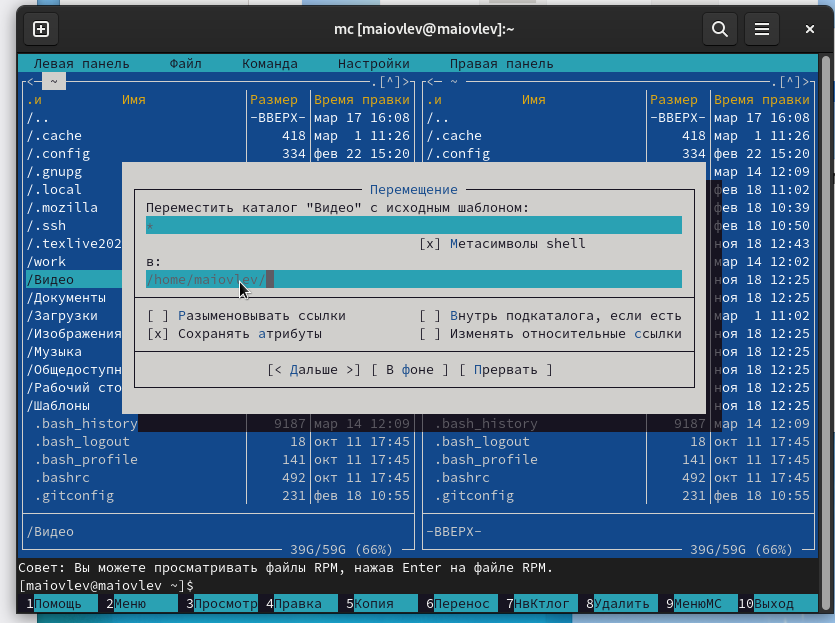 mc [maiovlev@maiovlev]:~
Левая панель Файл Команда Настройки Правая панель
<— ~ .[^]> <— ~ .[^]>
.и Имя Размер Время правки .и Имя Размер Время правки
/.. -ВВЕРХ- мар 17 16:08 /.. -ВВЕРХ- мар 17 16:08
/.cache 418 мар 1 11:26 /.cache 418 мар 1 11:26
/.config 334 фев 22 15:20 /.config 334 фев 22 15:20
/.gnupg мар 14 12:09
/.local Перемещение фев 18 11:02
/.mozilla Переместить каталог "Видео" с исходным шаблоном: фев 18 10:39
/.ssh * фев 18 10:50
/.texlive202 [x] Метасимволы shell ноя 18 12:43
/work в: мар 14 12:02
/Видео /home/maiovlev/ ноя 18 12:25
/Документы ноя 18 12:25
/Загрузки [ ] Разыменовывать ссылки [ ] Внутрь подкаталога, если есть мар 1 11:02
/Изображения [x] Сохранять атрибуты [ ] Изменять относительные ссылки ноя 18 12:25
/Музыка ноя 18 12:25
/Общедоступн [< Дальше >] [ В фоне ] [ Прервать ] ноя 18 12:25
/Рабочий сто ноя 18 12:25
/Шаблоны ноя 18 12:25
.bash_history 9187 мар 14 12:09 .bash_history 9187 мар 14 12:09
.bash_logout 18 окт 11 17:45 .bash_logout 18 окт 11 17:45
.bash_profile 141 окт 11 17:45 .bash_profile 141 окт 11 17:45
.bashrc 492 окт 11 17:45 .bashrc 492 окт 11 17:45
.gitconfig 231 фев 18 10:55 .gitconfig 231 фев 18 10:55
/Видео -ВВЕРХ-
39G/59G (66%) 39G/59G (66%)
Совет: Вы можете просматривать файлы RPM, нажав Enter на файле RPM.
[maiovlev@maiovlev ~]$
1Помощь 2Меню 3Просмотр 4Правка 5Копия 6Перенос 7НвКтлог 8Удалить 9МенюMC 10Выход